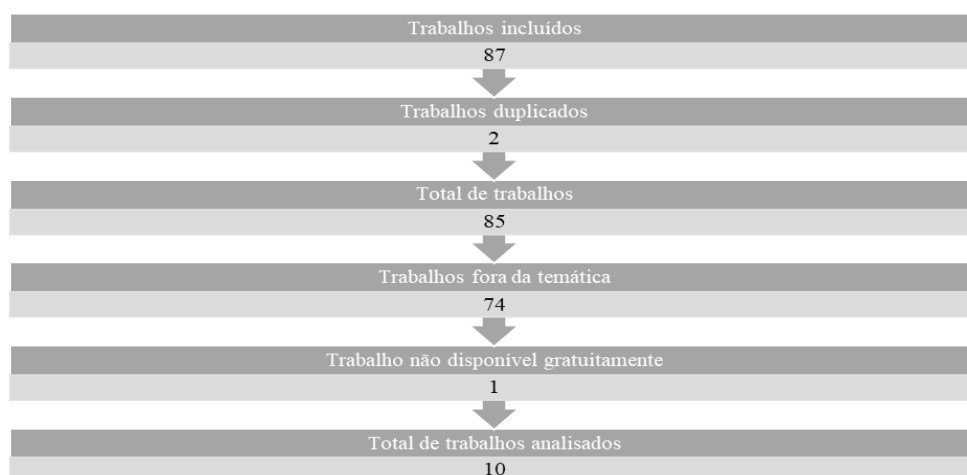 Trabalhos incluídos
87
Trabalhos duplicados
2
Total de trabalhos
85
Trabalhos fora da temática
74
Trabalho não disponível gratuitamente
1
Total de trabalhos analisados
10